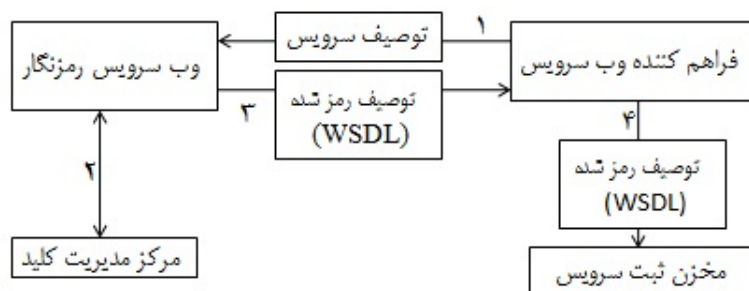 فراهم کننده وب سرویس
۱
توصیف سرویس
وب سرویس رمزنگار
۳
توصیف رمز شده
(WSDL)
۴
۲
توصیف رمز شده
(WSDL)
مرکز مدیریت کلید
مخزن ثبت سرویس